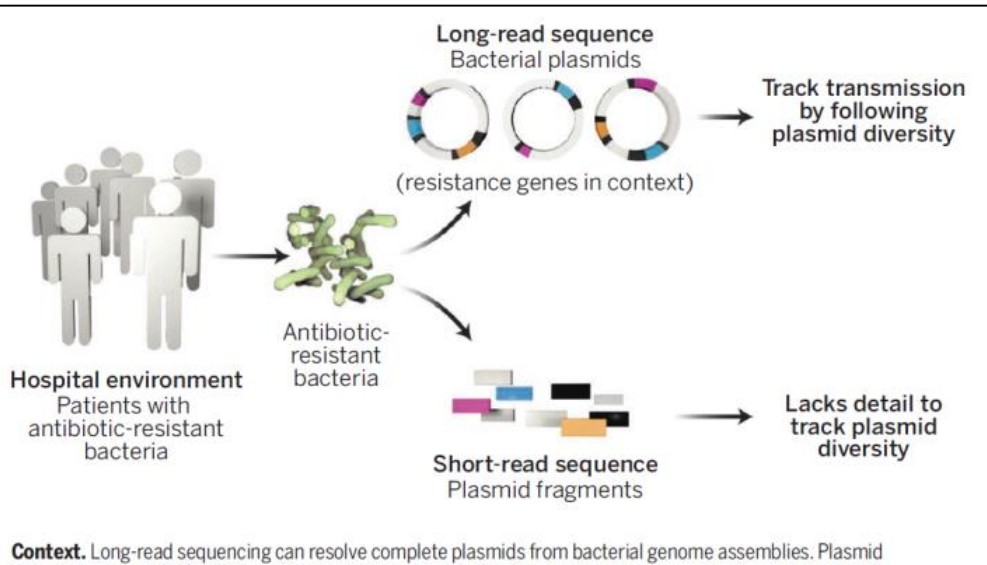 Long-read sequence
Bacterial plasmids
(resistance genes in context)
Track transmission
by following
plasmid diversity
Hospital environment
Patients with
antibiotic-resistant
bacteria
Antibiotic-
resistant
bacteria
Short-read sequence
Plasmid fragments
Lacks detail to
track plasmid
diversity
Context. Long-read sequencing can resolve complete plasmids from bacterial genome assemblies. Plasmid